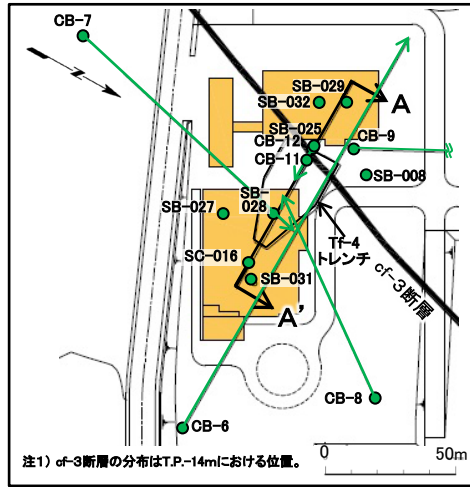 CB-7
SB-029
SB-032
A
SB-025
CB-12
CB-9
CB-11
SB-008
SB-
028
SB-027
Tf-4
トレンチ
cf-3断層
SC-016
SB-031
A’
CB-8
CB-6
注1) cf-3断層の分布はT.P.-14mにおける位置。
0 50m